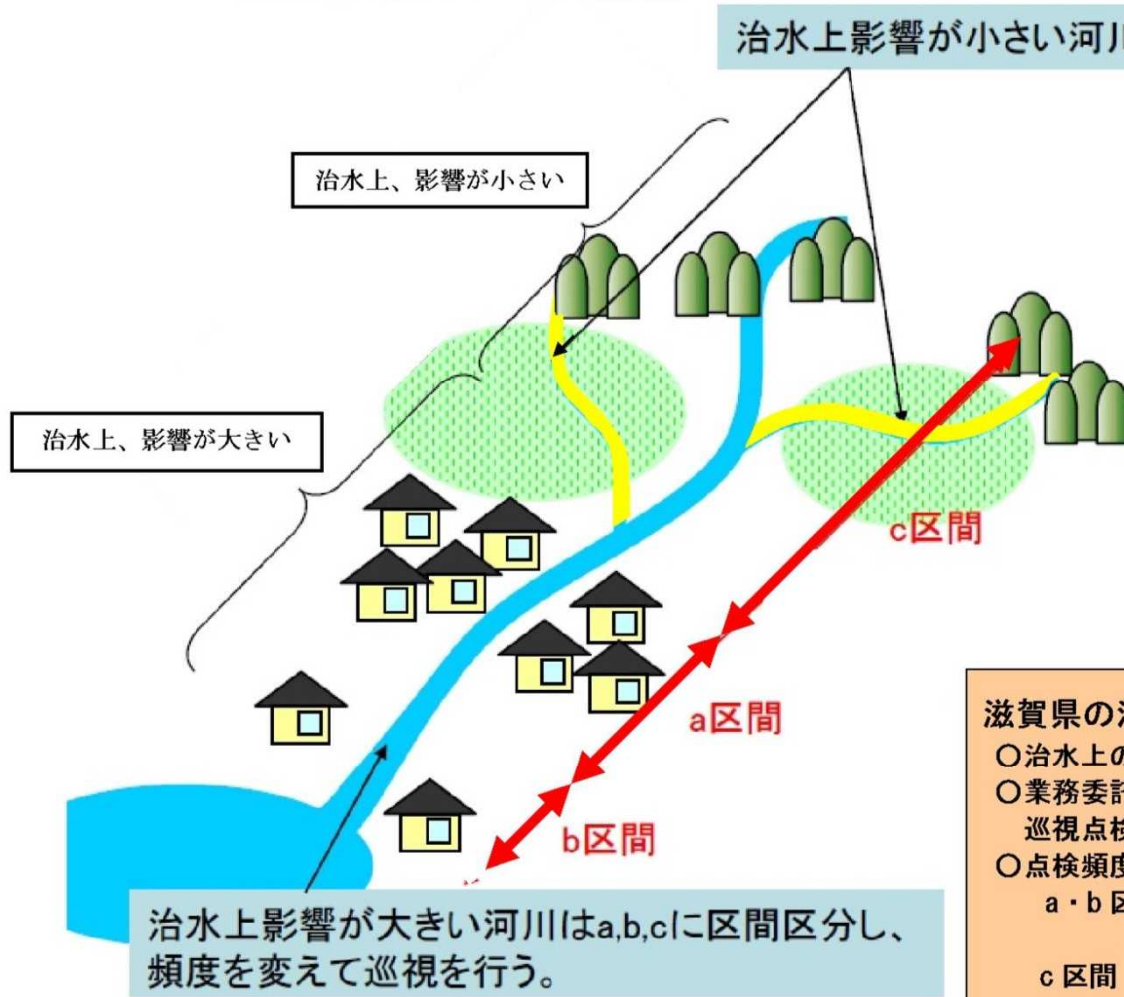 治水上影響が小さい河川
治水上、影響が小さい
治水上、影響が大きい
c区間
a区間
b区間
治水上影響が大きい河川はa,b,cに区間区分し、
頻度を変えて巡視を行う。
滋賀県の
○治水上の
○業務委託
巡視点検
○点検頻度
a・b区
c区間